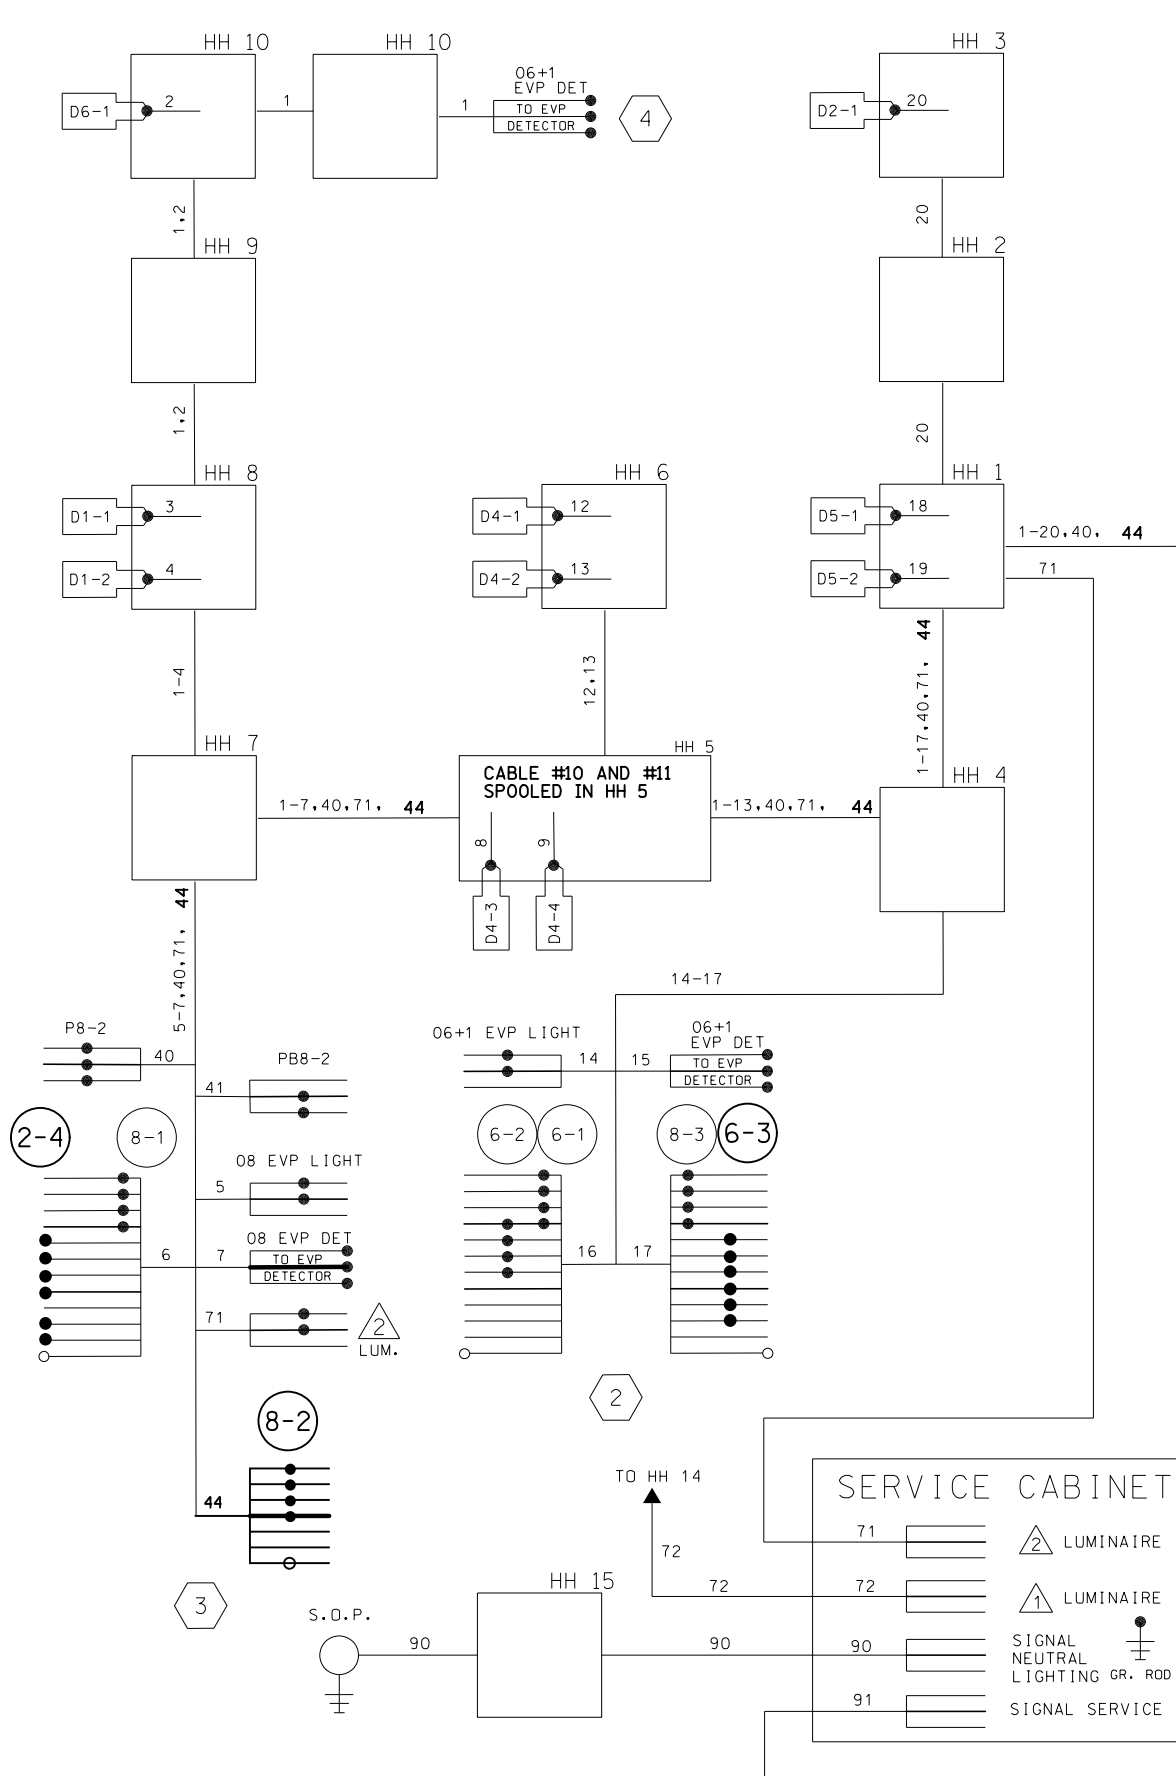 HH 10
HH 10
HH 3
D6-1
2
1
1
O6+1
EVP DET
TO EVP
DETECTOR
4
D2-1
20
1,2
HH 9
20
HH 2
1,2
20
HH 8
D1-1
3
D1-2
4
HH 6
D4-1
12
D4-2
13
HH 1
D5-1
18
D5-2
19
1-20,40, 44
71
1-4
12,13
1-17,40,71, 44
HH 7
HH 5
CABLE #10 AND #11
SPOOLED IN HH 5
8
9
D4-3
D4-4
HH 4
1-7,40,71, 44
1-13,40,71, 44
5-7,40,71, 44
14-17
P8-2
40
PB8-2
41
O6+1 EVP LIGHT
14
15
O6+1
EVP DET
TO EVP
DETECTOR
2-4
8-1
6-2
6-1
8-3
6-3
O8 EVP LIGHT
5
6
7
O8 EVP DET
TO EVP
DETECTOR
16
17
71
2
LUM.
2
8-2
44
3
TO HH 14
72
72
SERVICE CABINET
71
2
LUMINAIRE
72
1
LUMINAIRE
HH 15
S.O.P.
90
90
90
SIGNAL
NEUTRAL
LIGHTING
GR. ROD
91
SIGNAL SERVICE